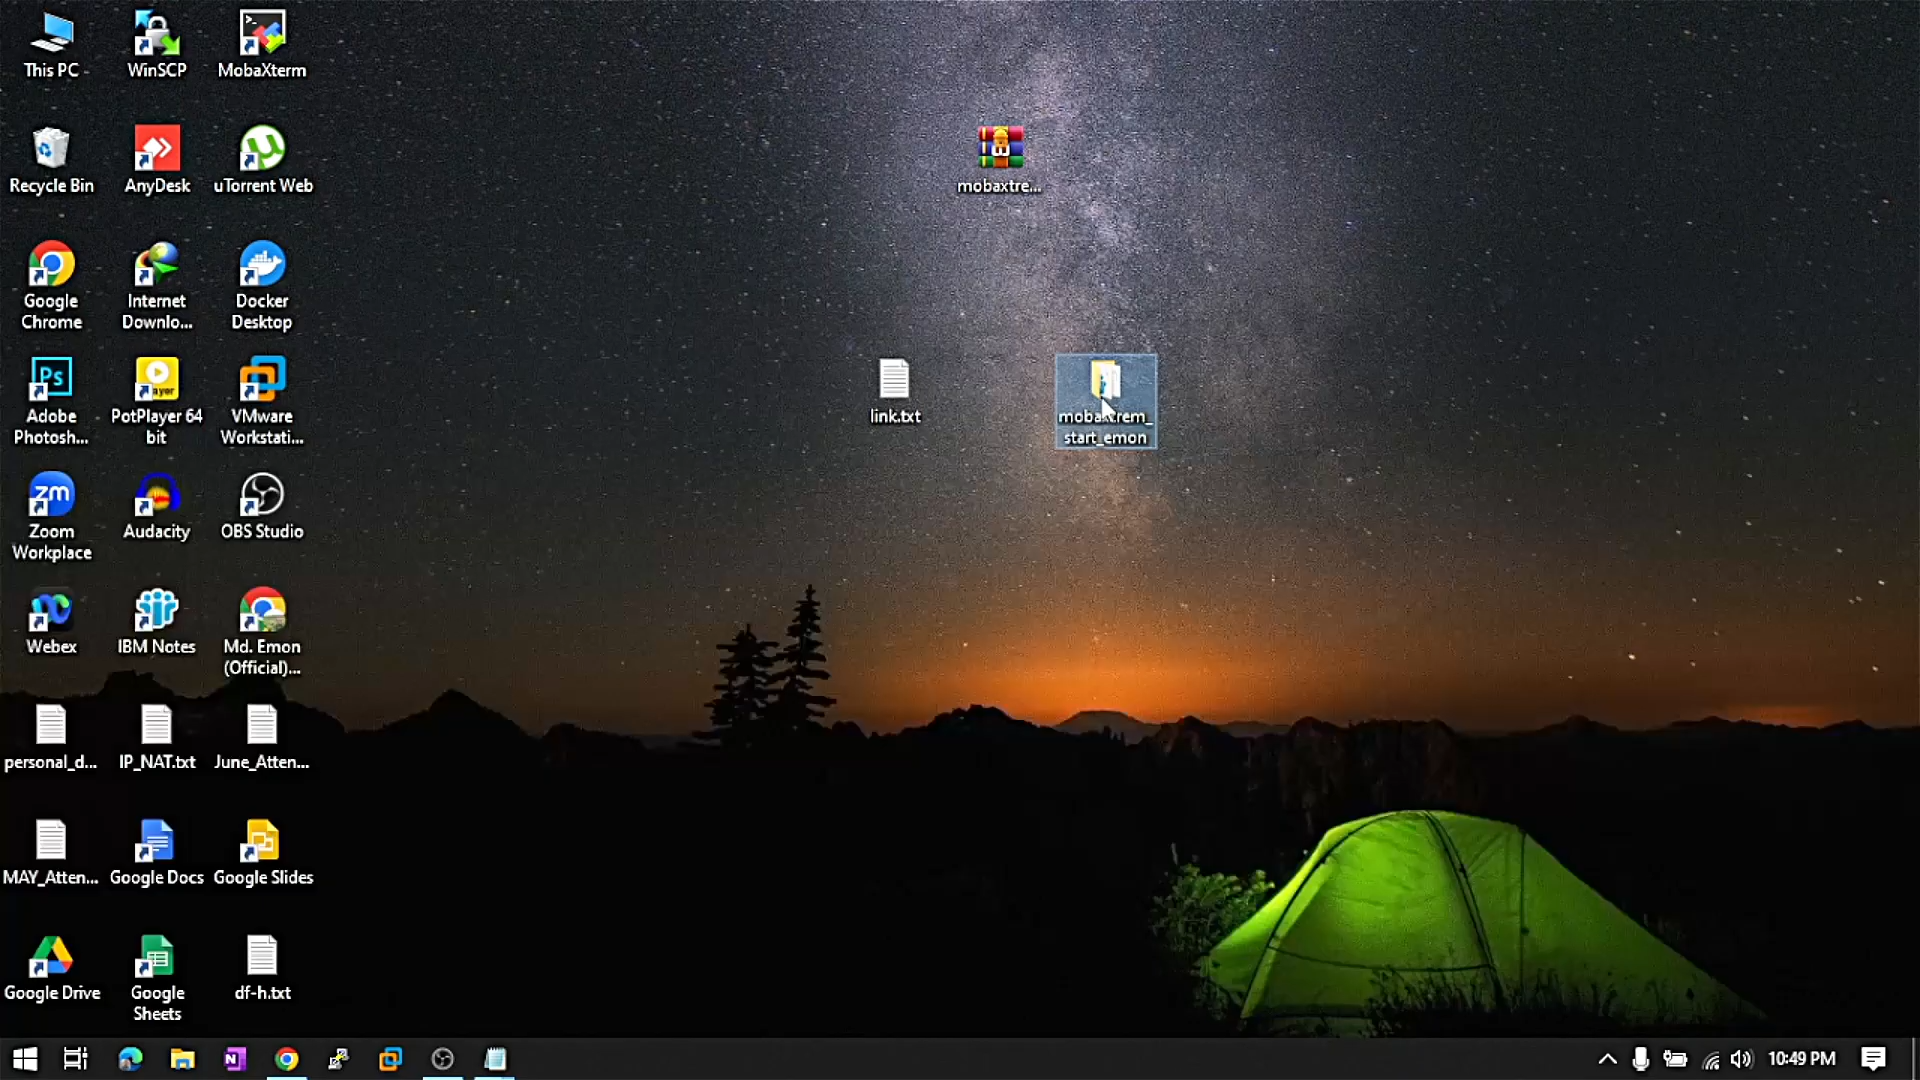 This PC
WinSCP
MobaXterm
mobaxtre...
Recycle Bin
AnyDesk
uTorrent Web
Google
Chrome
Internet
Downlo...
Docker
Desktop
Adobe
Photosh...
PotPlayer 64
bit
VMware
Workstati...
link.txt
mobaxtrem_
start_emon
Zoom
Workplace
Audacity
OBS Studio
Webex
IBM Notes
Md. Emon
(Official)...
personal_d...
IP_NAT.txt
June_Atten...
MAY_Atten...
Google Docs
Google Slides
Google Drive
Google
Sheets
df-h.txt
10:49 PM